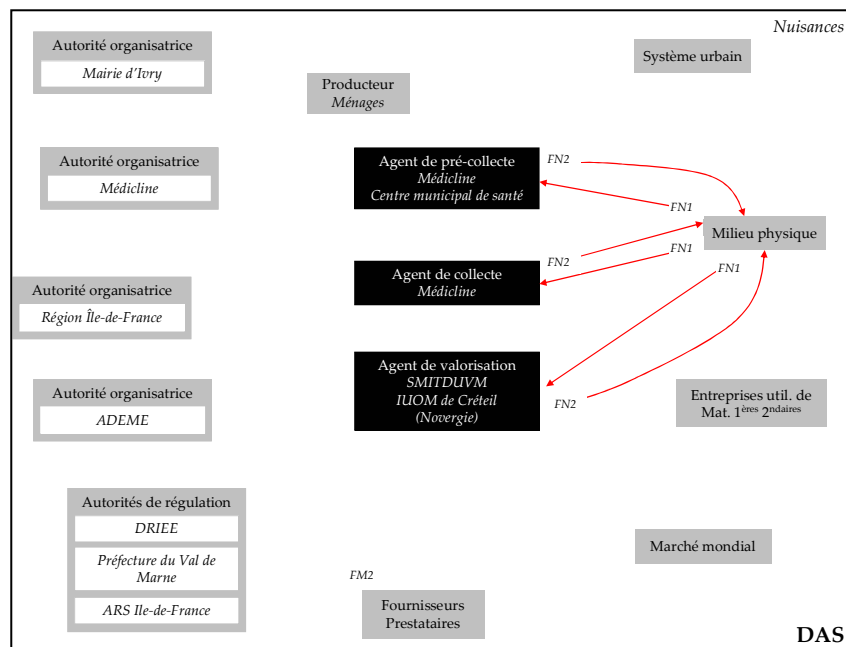 Nuisances
Autorité organisatrice
Mairie d'Ivry
Système urbain
Producteur
Ménages
Autorité organisatrice
Médicline
Agent de pré-collecte
Médicline
Centre municipal de santé
FN2
FN1
Milieu physique
FN2
FN1
Agent de collecte
Médicline
FN1
Autorité organisatrice
Région Île-de-France
Agent de valorisation
SMITDUVM
IUOM de Créteil
(Novergie)
FN2
Autorité organisatrice
ADEME
Entreprises util. de
Mat. 1ères 2ndaires
Autorités de régulation
DRIEE
Préfecture du Val de
Marne
ARS Ile-de-France
Marché mondial
FM2
Fournisseurs
Prestataires
DAS